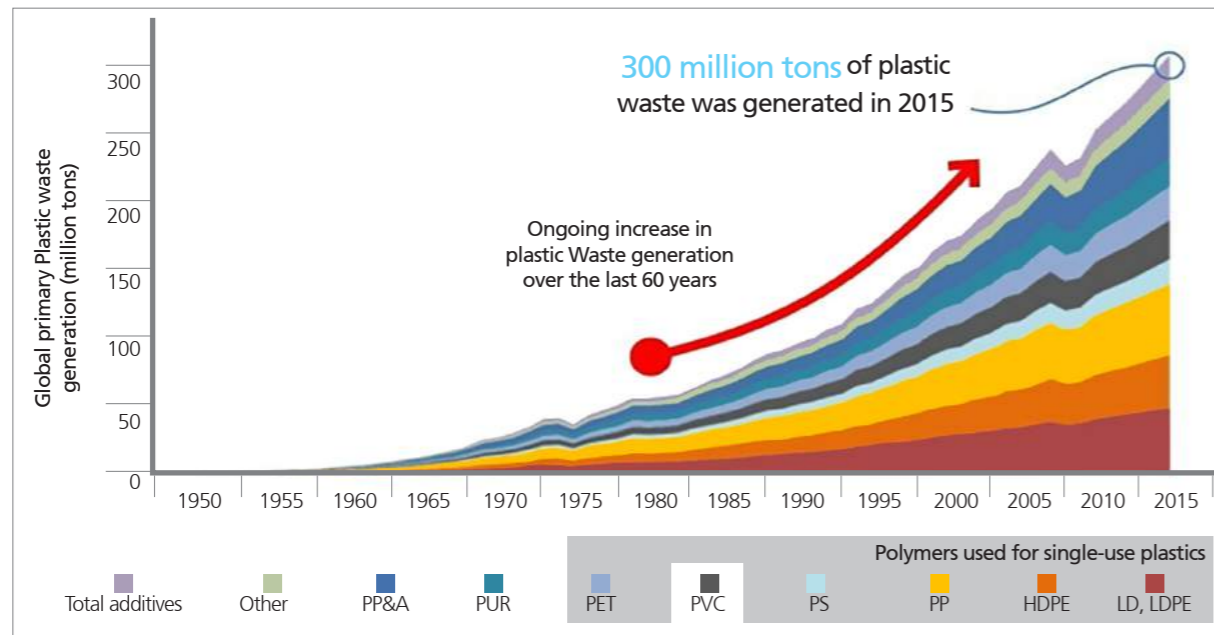 300 million tons of plastic
waste was generated in 2015
Ongoing increase in
plastic Waste generation
over the last 60 years
Global primary Plastic waste
generation (million tons)
300
250
200
150
100
50
0
1950 1955 1960 1965 1970 1975 1980 1985 1990 1995 2000 2005 2010 2015
Polymers used for single-use plastics
Total additives Other PP&A PUR PET PVC PS PP HDPE LD, LDPE